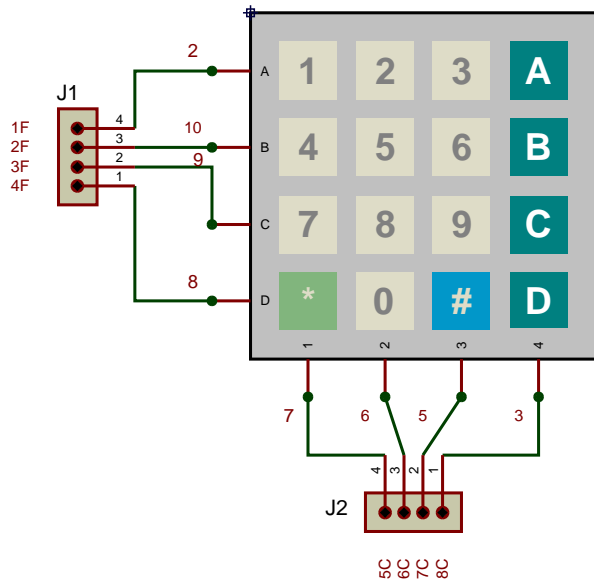 2
A
1 2 3 A
J1
1F
4
2F
3
10
B
4 5 6 B
3F
2
9
4F
1
C
7 8 9 C
8
D
* 0 # D
1 2 3 4
7 6 5 3
4 3 2 1
J2
5C 6C 7C 8C